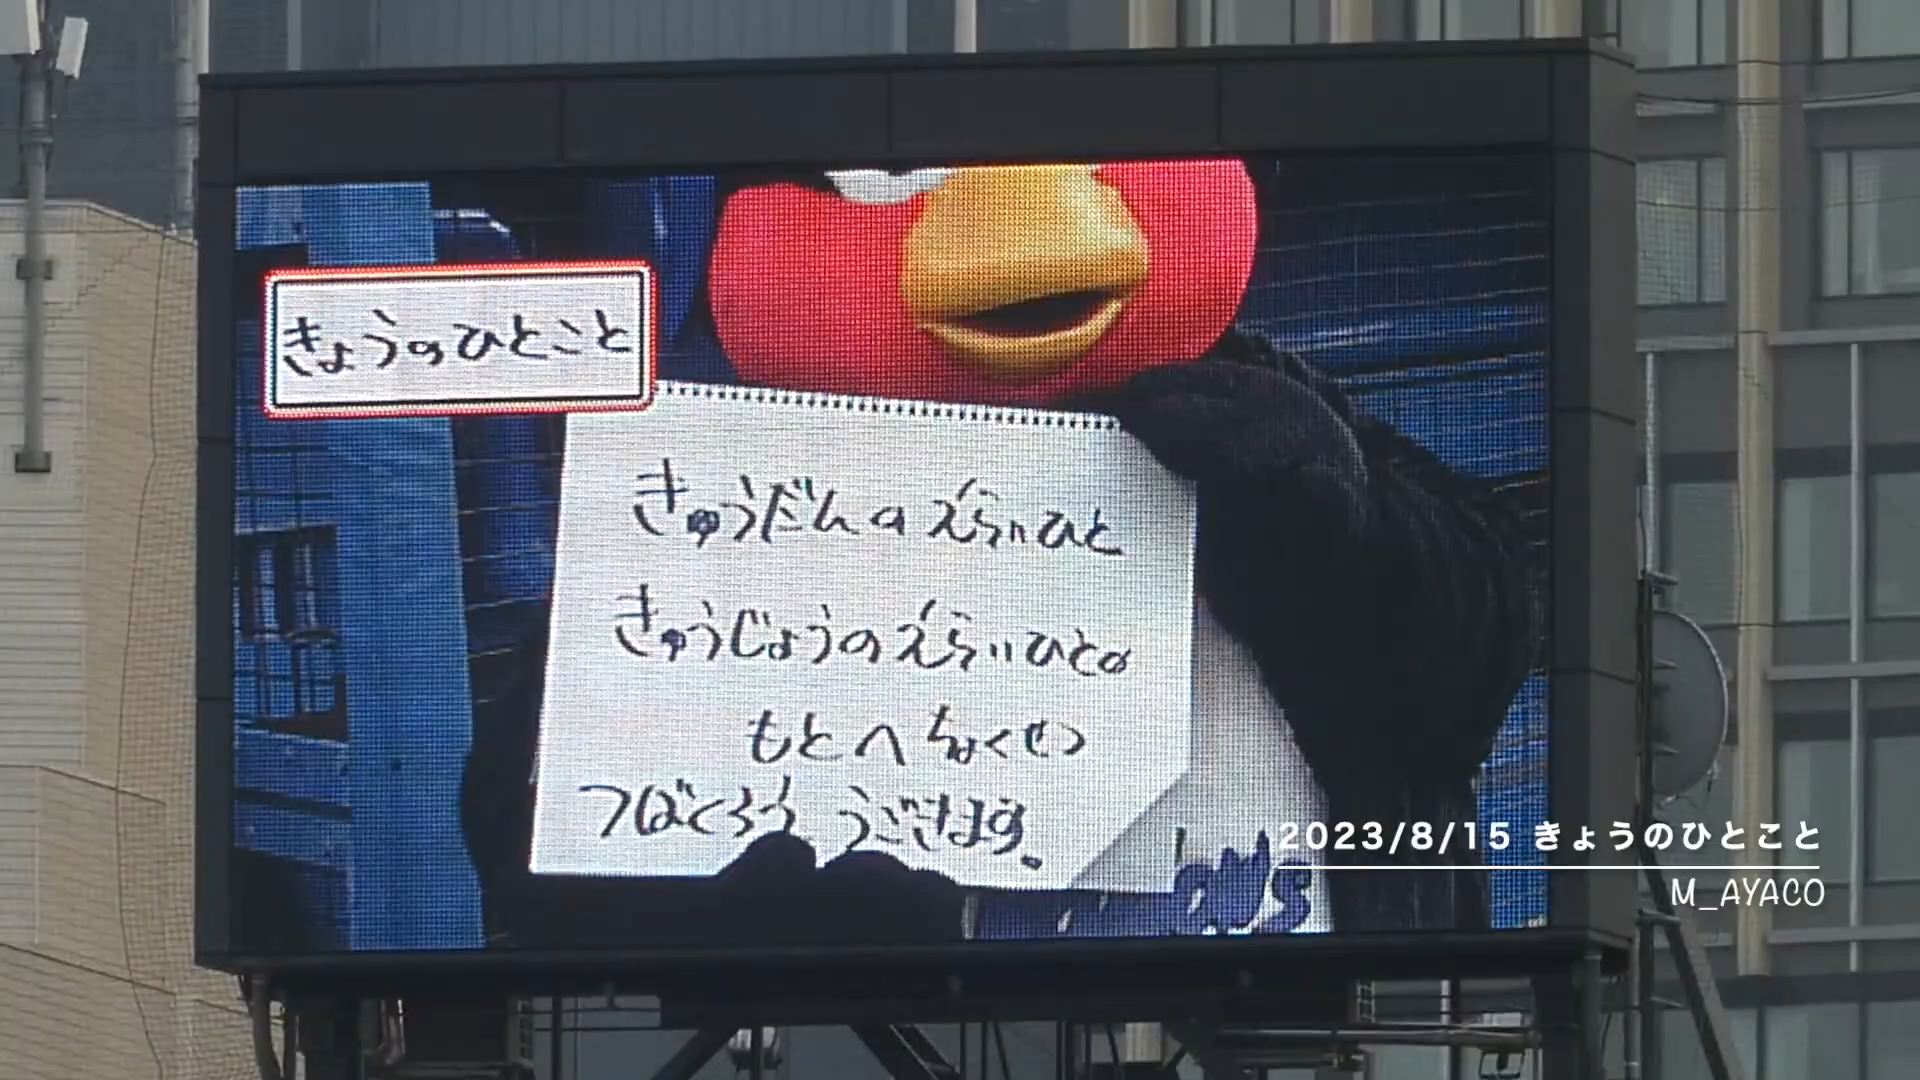 きょうのひとこと
きゅうだんのえらいひと
きゅうじょうのえらいひとの
もとへちょくせつ
つばくろう うごきます。
2023/8/15 きょうのひとこと
M_AYACO